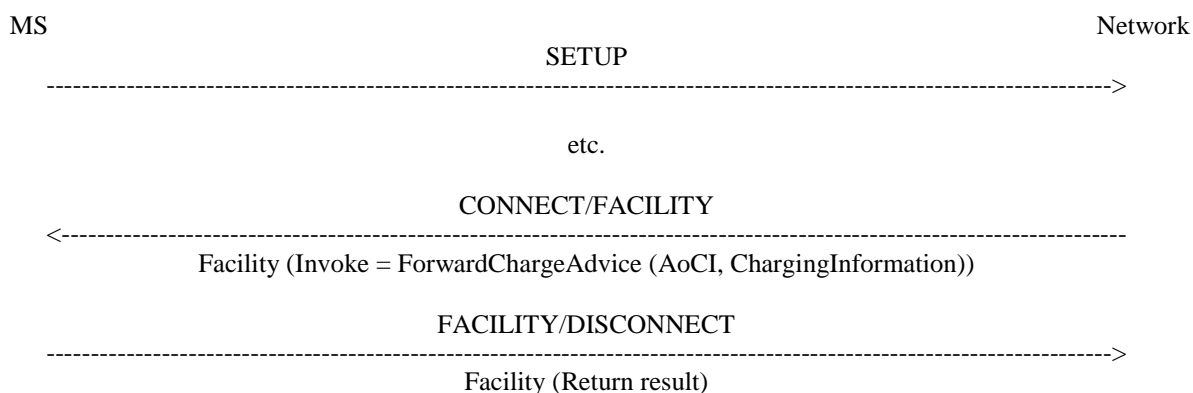 MS Network
SETUP
------------------------------------------------------------------------------------------------------------------------>
etc.
CONNECT/FACILITY
<------------------------------------------------------------------------------------------------------------------------
Facility (Invoke = ForwardChargeAdvice (AoCI, ChargingInformation))
FACILITY/DISCONNECT
------------------------------------------------------------------------------------------------------------------------>
Facility (Return result)